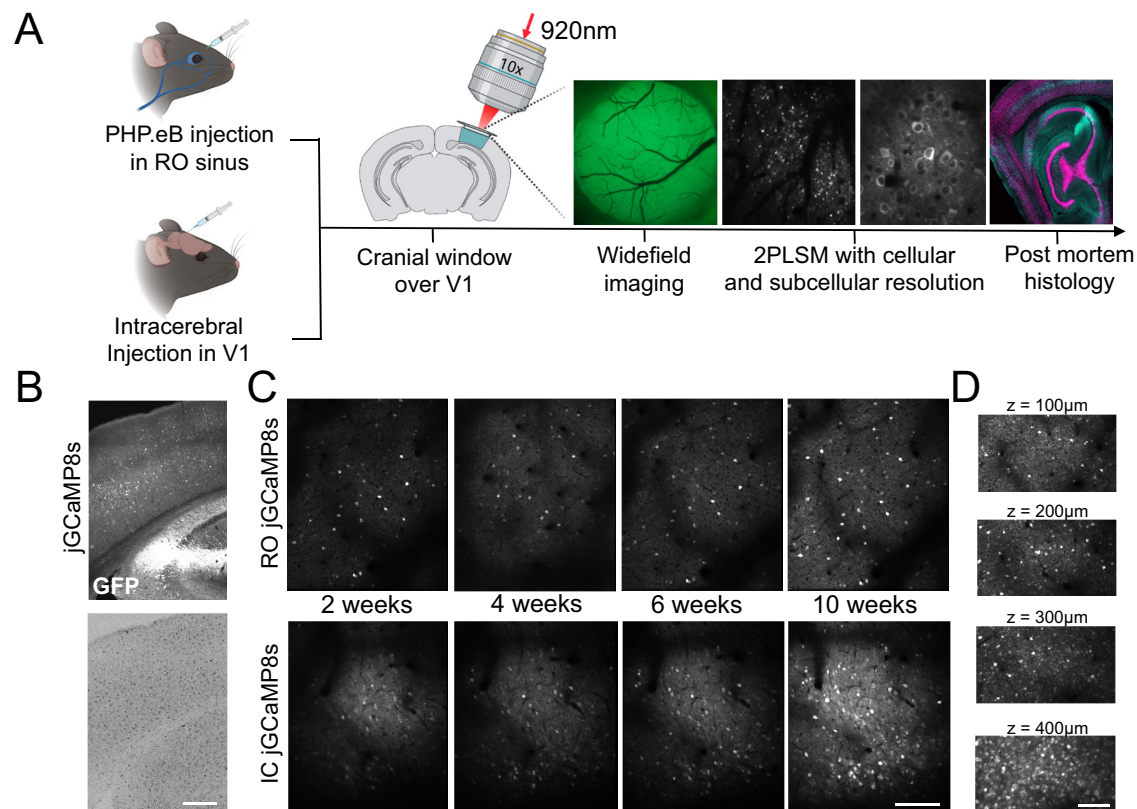 A
920nm
10x
PHP.eB injection
in RO sinus
Intracerebral
Injection in V1
Cranial window
over V1
Widefield
imaging
2PLSM with cellular
and subcellular resolution
Post mortem
histology
B
jGCaMP8s
GFP
C
RO jGCaMP8s
2 weeks
4 weeks
6 weeks
10 weeks
IC jGCaMP8s
D
z = 100µm
z = 200µm
z = 300µm
z = 400µm